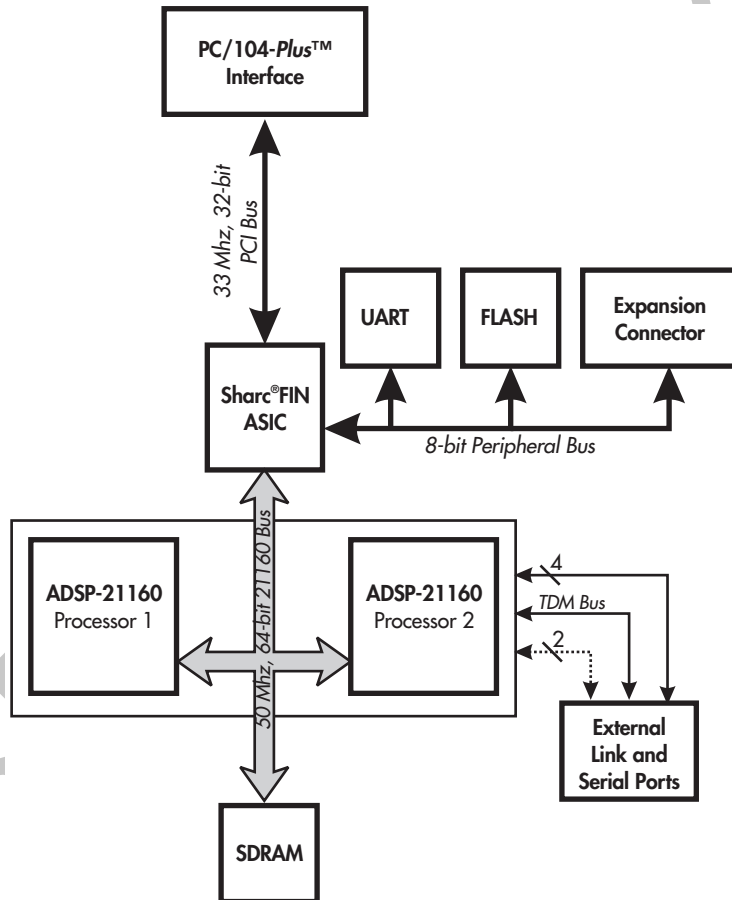 PC/104-Plus™
Interface
33 Mhz, 32-bit
PCI Bus
UART
FLASH
Expansion
Connector
Sharc®FIN
ASIC
8-bit Peripheral Bus
50 Mhz, 64-bit 21160 Bus
ADSP-21160
Processor 1
ADSP-21160
Processor 2
4
TDM Bus
2
External
Link and
Serial Ports
SDRAM